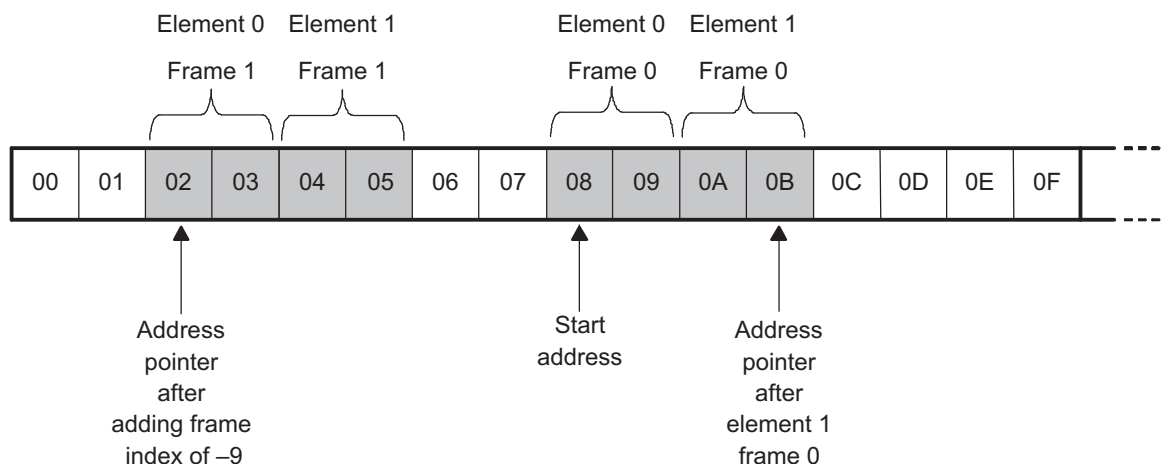 Element 0 Element 1 Element 0 Element 1
Frame 1 Frame 1 Frame 0 Frame 0
00 01 02 03 04 05 06 07 08 09 0A 0B 0C 0D 0E 0F
Address
pointer
after
adding frame
index of –9
Start
address
Address
pointer
after
element 1
frame 0